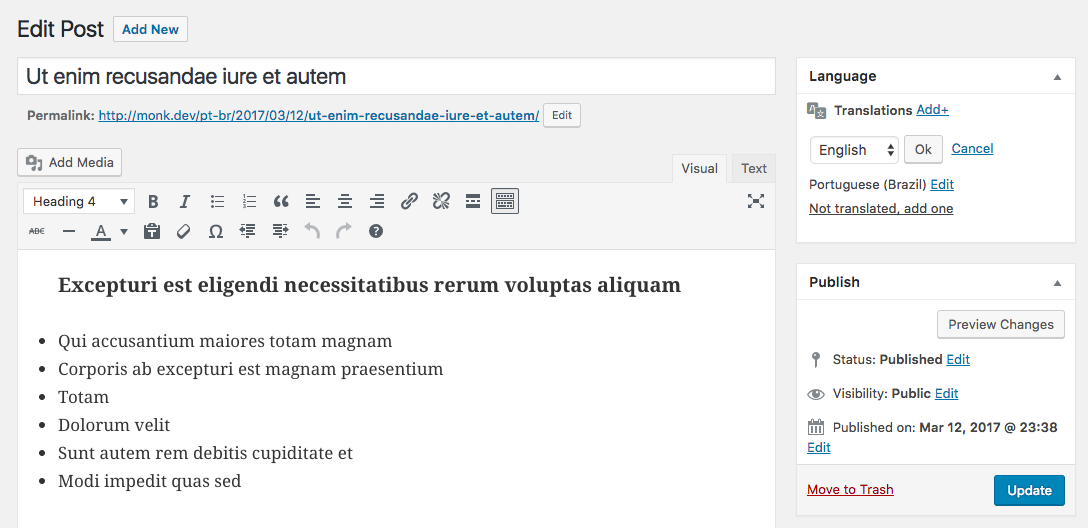 Edit Post Add New
Ut enim recusandae iure et autem
Permalink: http://monk.dev/pt-br/2017/03/12/ut-enim-recusandae-iure-et-autem/ Edit
Add Media
Visual Text
Heading 4
ABC
Excepturi est eligendi necessitatibus rerum voluptas aliquam
Qui accusantium maiores totam magnam
Corporis ab excepturi est magnam praesentium
Totam
Dolorum velit
Sunt autem rem debitis cupiditate et
Modi impedit quas sed
Language
Translations Add+
English Ok Cancel
Portuguese (Brazil) Edit
Not translated, add one
Publish
Preview Changes
Status: Published Edit
Visibility: Public Edit
Published on: Mar 12, 2017 @ 23:38
Edit
Move to Trash Update